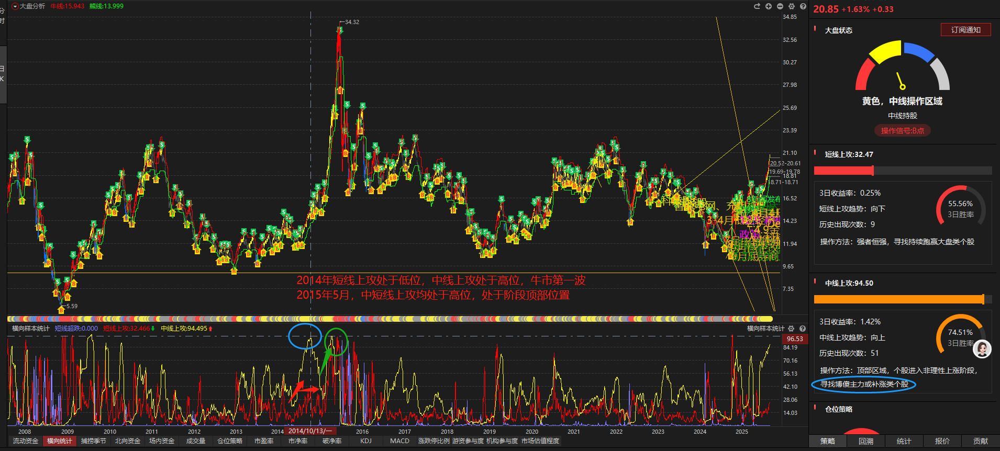 大盘分析 牛线:15.943 熊线:13.999
分时
日K
34.32
5.59
34.85
32.56
30.27
27.98
25.69
23.39
21.10
20.52-20.61
19.69-19.78
18.81
18.71-18.71
16.52
14.23
11.94
9.65
7.35
2014年短线上攻处于低位，中线上攻处于高位，牛市第一波
2015年5月，中短线上攻均处于高位，处于阶段顶部位置
横向样本统计 短线超跌:0.000 短线上攻:32.466 中线上攻:94.495
横向样本统计
96.53
84.19
70.16
56.13
42.10
28.06
14.03
2008 2009 2010 2011 2012 2013 2014 2014/10/13/一 2016 2017 2018 2019 2020 2021 2022 2023 2024 2025
流动资金 横向统计 捕捞季节 北向资金 场内资金 成交量 仓位策略 市盈率 市净率 破净率 KDJ MACD 涨跌停比例 游资参与度 机构参与度 市场估值程度
20.85 +1.63% +0.33
大盘状态
订阅通知
黄色，中线操作区域
中线持股
操作信号:B点
短线上攻:32.47
3日收益率：0.25%
短线上攻趋势：向下
历史出现次数：9
55.56%
3日胜率
操作方法：强者恒强，寻找持续跑赢大盘类个股
中线上攻:94.50
3日收益率：1.42%
中线上攻趋势：向上
历史出现次数：51
74.51%
3日胜率
操作方法：顶部区域，个股进入非理性上涨阶段，
寻找博傻主力或补涨类个股
仓位策略
策略 回溯 统计 报价 贡献